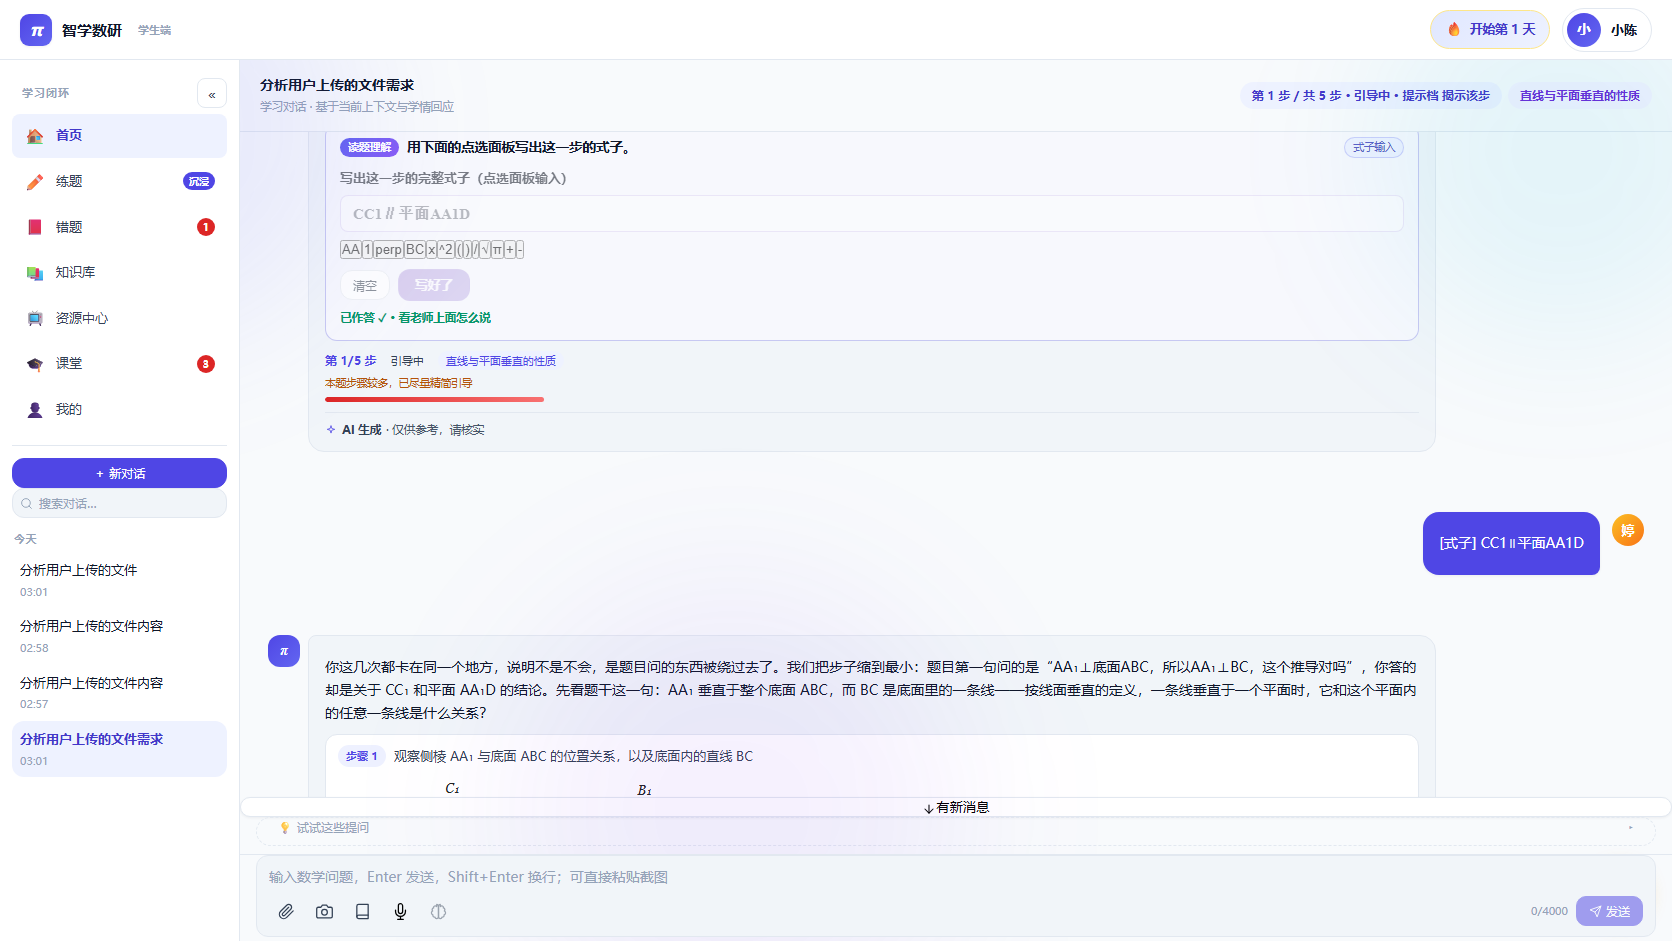 π 智学数研 学生端
🔥 开始第 1 天
小 小陈
学习闭环 «
首页
练题 沉浸
错题 1
知识库
资源中心
课堂 3
我的
+ 新对话
搜索对话...
今天
分析用户上传的文件
03:01
分析用户上传的文件内容
02:58
分析用户上传的文件内容
02:57
分析用户上传的文件需求
03:01
分析用户上传的文件需求
学习对话 · 基于当前上下文与学情回应
第 1 步 / 共 5 步 • 引导中 • 提示档 揭示该步
直线与平面垂直的性质
读题理解 用下面的点选面板写出这一步的式子。 式子输入
写出这一步的完整式子（点选面板输入）
CC1∥平面AA1D
AA 1 perp BC x ^2 ( ) / √ π + -
清空 写好了
已作答 ✓ • 看老师上面怎么说
第 1/5 步 引导中 直线与平面垂直的性质
本题步骤较多，已尽量精简引导
AI 生成 · 仅供参考，请核实
[式子] CC1∥平面AA1D 婷
π
你这几次都卡在同一个地方，说明不是不会，是题目问的东西被绕过去了。我们把步子缩到最小：题目第一句问的是“AA₁⊥底面ABC，所以AA₁⊥BC，这个推导对吗”，你答的
却是关于 CC₁ 和平面 AA₁D 的结论。先看题干这一句：AA₁ 垂直于整个底面 ABC，而 BC 是底面里的一条线——按线面垂直的定义，一条线垂直于一个平面时，它和这个平面内
的任意一条线是什么关系？
步骤 1 观察侧棱 AA₁ 与底面 ABC 的位置关系，以及底面内的直线 BC
C₁ B₁
↓有新消息
试试这些提问
输入数学问题，Enter 发送，Shift+Enter 换行；可直接粘贴截图
0/4000 发送